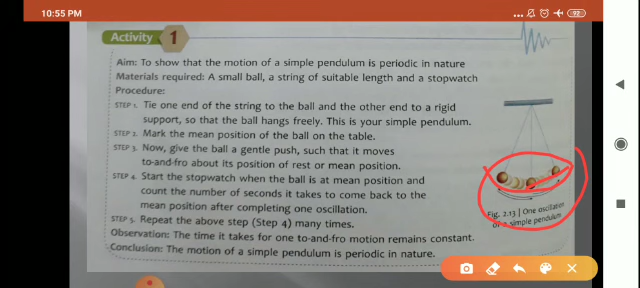 10:55 PM
92
Activity 1
Aim: To show that the motion of a simple pendulum is periodic in nature
Materials required: A small ball, a string of suitable length and a stopwatch
Procedure:
STEP 1. Tie one end of the string to the ball and the other end to a rigid
support, so that the ball hangs freely. This is your simple pendulum.
STEP 2. Mark the mean position of the ball on the table.
STEP 3. Now, give the ball a gentle push, such that it moves
to-and-fro about its position of rest or mean position.
STEP 4. Start the stopwatch when the ball is at mean position and
count the number of seconds it takes to come back to the
mean position after completing one oscillation.
STEP 5. Repeat the above step (Step 4) many times.
Observation: The time it takes for one to-and-fro motion remains constant.
Conclusion: The motion of a simple pendulum is periodic in nature.
Fig. 2.13 | One oscillation
of a simple pendulum